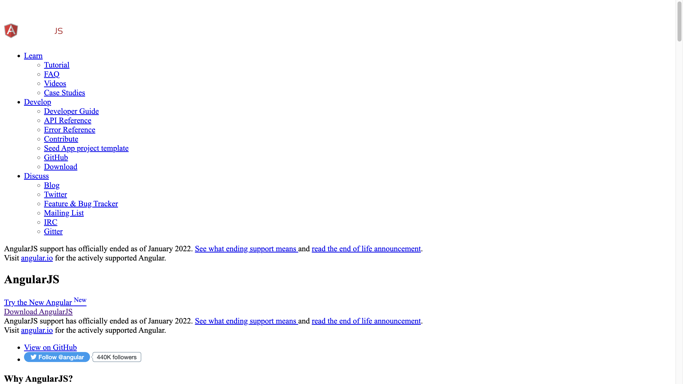 JS
Learn
Tutorial
FAQ
Videos
Case Studies
Develop
Developer Guide
API Reference
Error Reference
Contribute
Seed App project template
GitHub
Download
Discuss
Blog
Twitter
Feature & Bug Tracker
Mailing List
IRC
Gitter
AngularJS support has officially ended as of January 2022. See what ending support means and read the end of life announcement.
Visit angular.io for the actively supported Angular.
AngularJS
Try the New Angular New
Download AngularJS
AngularJS support has officially ended as of January 2022. See what ending support means and read the end of life announcement.
Visit angular.io for the actively supported Angular.
View on GitHub
Follow @angular 440K followers
Why AngularJS?